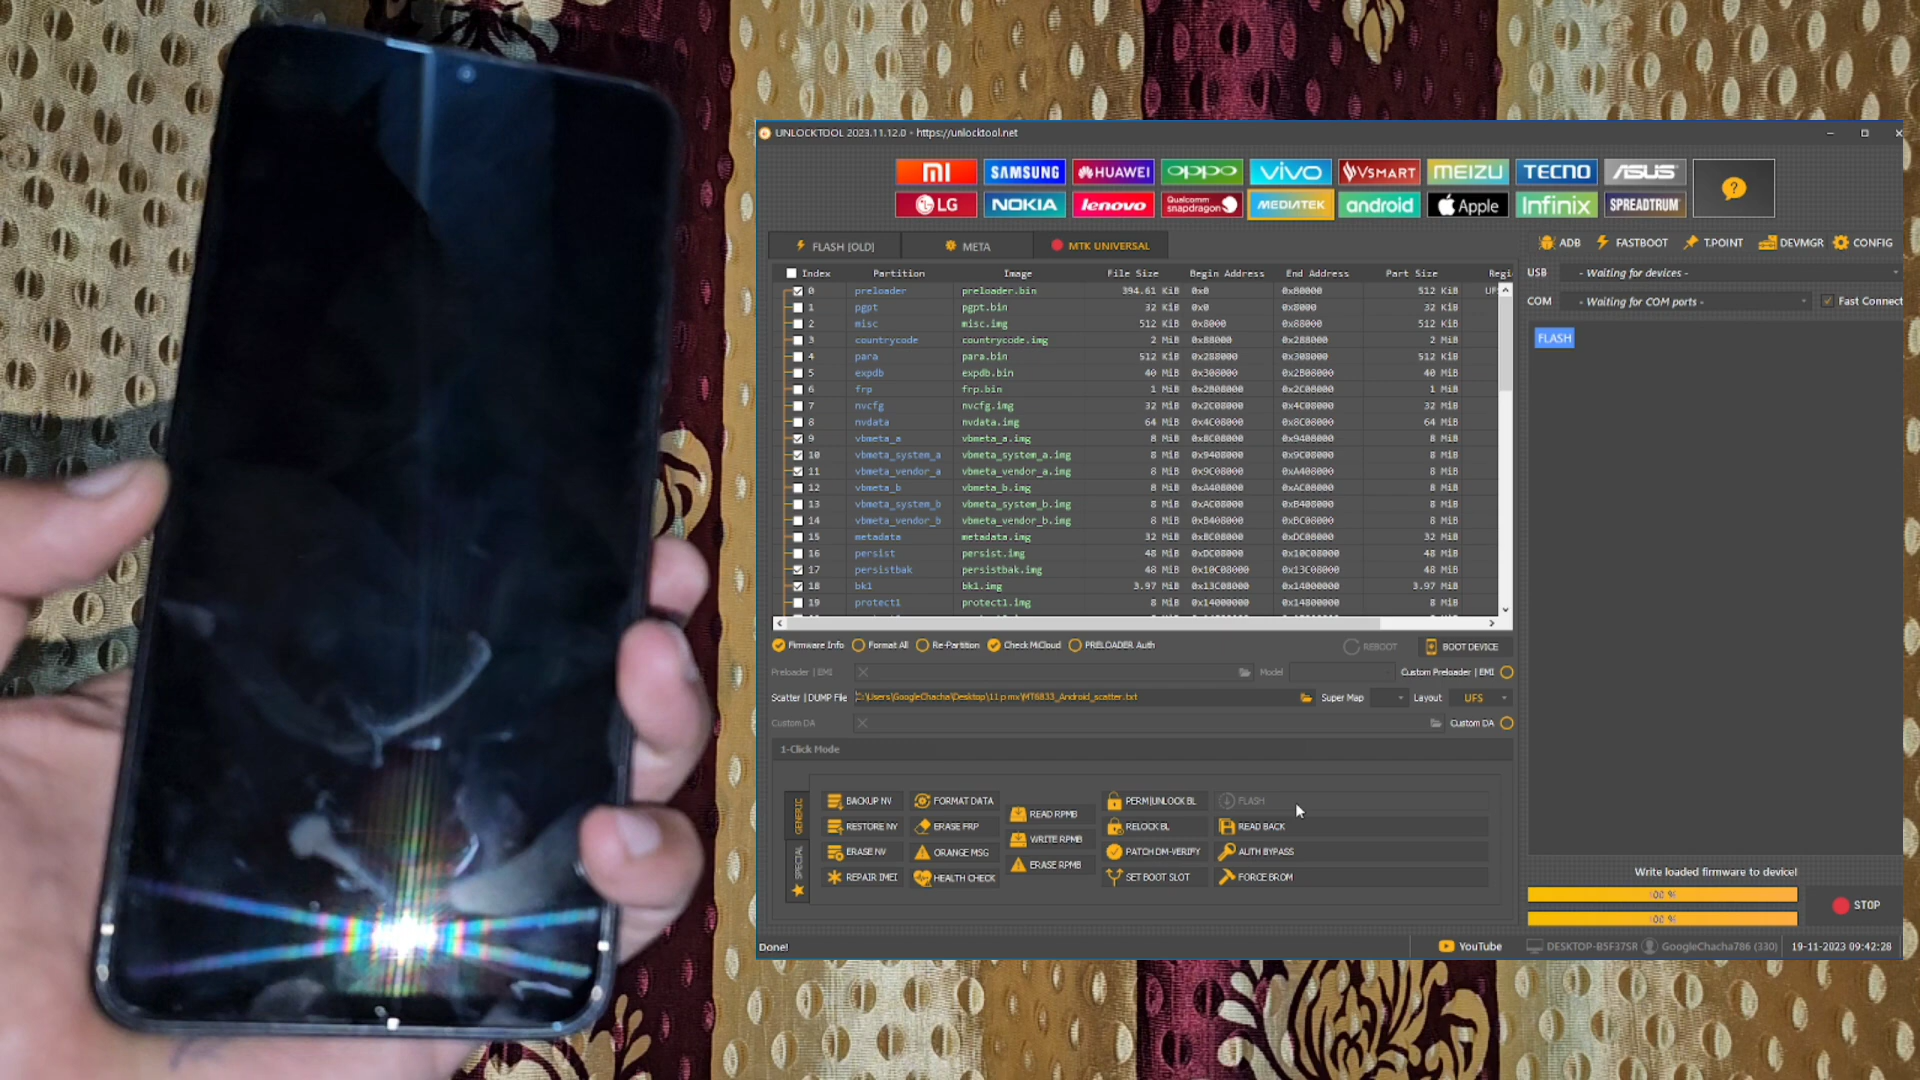 UNLOCKTOOL 2023.11.12.0 - https://unlocktool.net
MI SAMSUNG HUAWEI oppo vivo VSMART MEIZU TECNO ASUS ?
LG NOKIA lenovo Qualcomm snapdragon MEDIATEK android Apple Infinix SPREADTRUM
FLASH [OLD] META MTK UNIVERSAL
ADB FASTBOOT T.POINT DEVMGR CONFIG
Index Partition Image File Size Begin Address End Address Part Size Regi
0 preloader preloader.bin 394.61 KiB 0x0 0x80000 512 KiB UF
1 pgpt pgpt.bin 32 KiB 0x0 0x8000 32 KiB
2 misc misc.img 512 KiB 0x8000 0x88000 512 KiB
3 countrycode countrycode.img 2 MiB 0x88000 0x288000 2 MiB
4 para para.bin 512 KiB 0x288000 0x308000 512 KiB
5 expdb expdb.bin 40 MiB 0x308000 0x2B08000 40 MiB
6 frp frp.bin 1 MiB 0x2B08000 0x2C08000 1 MiB
7 nvcfg nvcfg.img 32 MiB 0x2C08000 0x4C08000 32 MiB
8 nvdata nvdata.img 64 MiB 0x4C08000 0x8C08000 64 MiB
9 vbmeta_a vbmeta_a.img 8 MiB 0x8C08000 0x9408000 8 MiB
10 vbmeta_system_a vbmeta_system_a.img 8 MiB 0x9408000 0x9C08000 8 MiB
11 vbmeta_vendor_a vbmeta_vendor_a.img 8 MiB 0x9C08000 0xA408000 8 MiB
12 vbmeta_b vbmeta_b.img 8 MiB 0xA408000 0xAC08000 8 MiB
13 vbmeta_system_b vbmeta_system_b.img 8 MiB 0xAC08000 0xB408000 8 MiB
14 vbmeta_vendor_b vbmeta_vendor_b.img 8 MiB 0xB408000 0xBC08000 8 MiB
15 metadata metadata.img 32 MiB 0xBC08000 0xDC08000 32 MiB
16 persist persist.img 48 MiB 0xDC08000 0x10C08000 48 MiB
17 persistbak persistbak.img 48 MiB 0x10C08000 0x13C08000 48 MiB
18 bk1 bk1.img 3.97 MiB 0x13C08000 0x14000000 3.97 MiB
19 protect1 protect1.img 8 MiB 0x14000000 0x14800000 8 MiB
USB - Waiting for devices -
COM - Waiting for COM ports - Fast Connect
FLASH
Firmware Info Format All Re-Partition Check MiCloud PRELOADER Auth REBOOT BOOT DEVICE
Preloader | EMI Model Custom Preloader | EMI
Scatter | DUMP File C:\Users\GoogleChacha\Desktop\11 p mx\MT6833_Android_scatter.txt Super Map Layout UFS
Custom DA Custom DA
1-Click Mode
GENERIC
SPECIAL
BACKUP NV FORMAT DATA READ RPMB PERM|UNLOCK BL FLASH
RESTORE NV ERASE FRP WRITE RPMB RELOCK BL READ BACK
ERASE NV ORANGE MSG ERASE RPMB PATCH DM-VERITY AUTH BYPASS
REPAIR IMEI HEALTH CHECK SET BOOT SLOT FORCE BROM
Write loaded firmware to device!
100 %
100 %
STOP
Done! YouTube DESKTOP-B5F37SR GoogleChacha786 (330) 19-11-2023 09:42:28